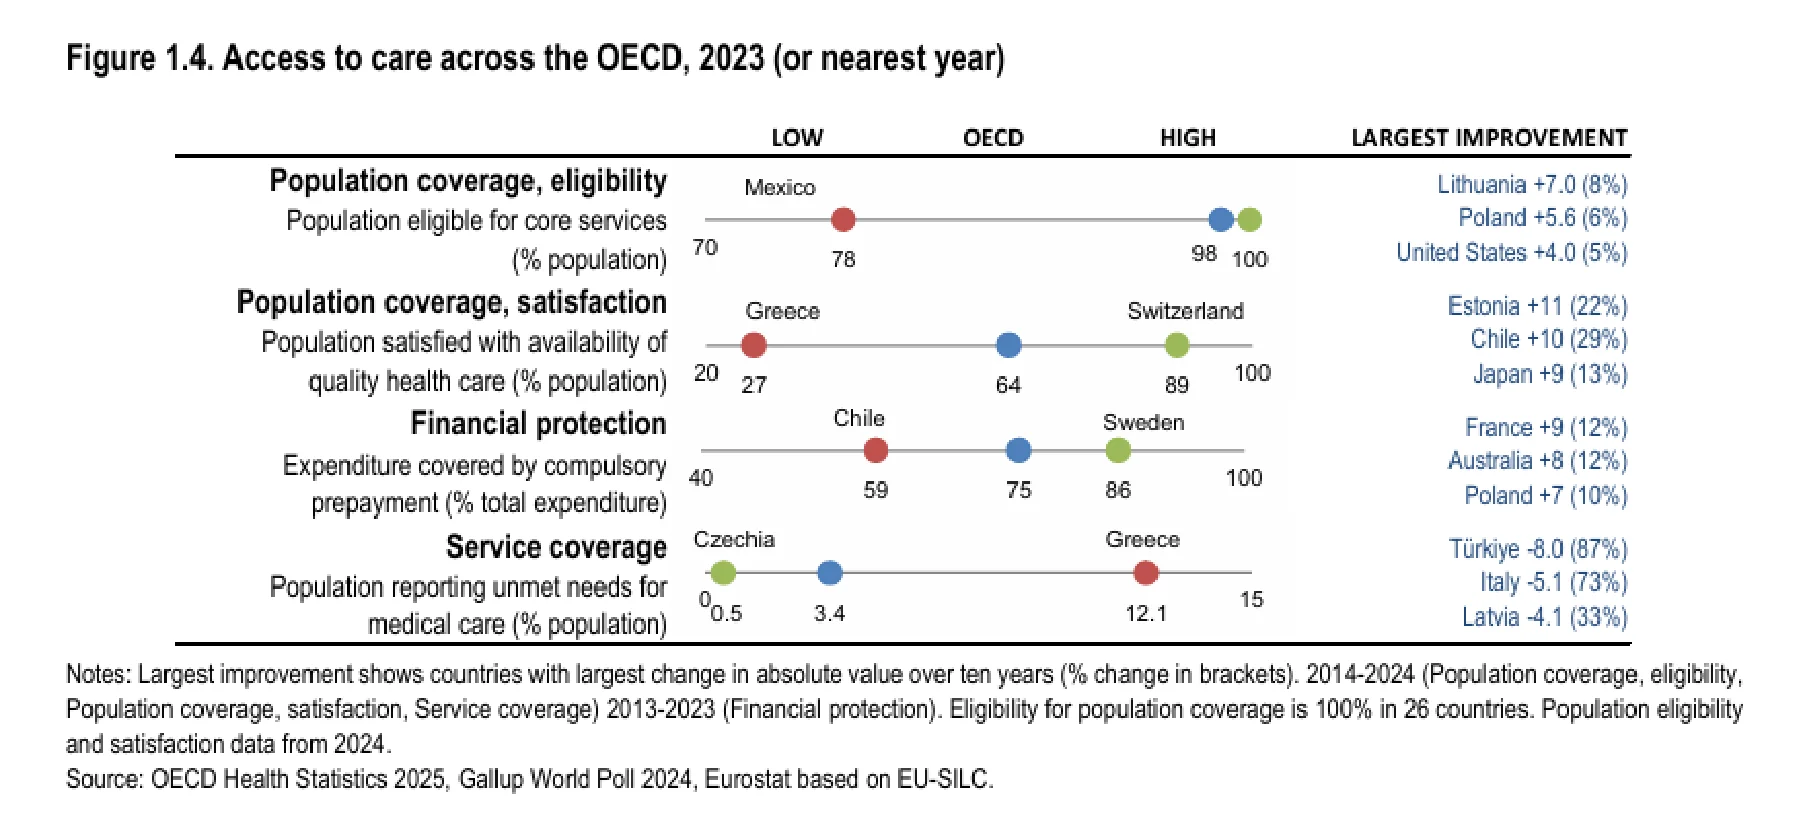 Figure 1.4. Access to care across the OECD, 2023 (or nearest year)
LOW OECD HIGH LARGEST IMPROVEMENT
Population coverage, eligibility
Population eligible for core services
(% population)
Mexico
70 78 98 100
Lithuania +7.0 (8%)
Poland +5.6 (6%)
United States +4.0 (5%)
Population coverage, satisfaction
Population satisfied with availability of
quality health care (% population)
Greece Switzerland
20 27 64 89 100
Estonia +11 (22%)
Chile +10 (29%)
Japan +9 (13%)
Financial protection
Expenditure covered by compulsory
prepayment (% total expenditure)
Chile Sweden
40 59 75 86 100
France +9 (12%)
Australia +8 (12%)
Poland +7 (10%)
Service coverage
Population reporting unmet needs for
medical care (% population)
Czechia Greece
0 0.5 3.4 12.1 15
Türkiye -8.0 (87%)
Italy -5.1 (73%)
Latvia -4.1 (33%)
Notes: Largest improvement shows countries with largest change in absolute value over ten years (% change in brackets). 2014-2024 (Population coverage, eligibility,
Population coverage, satisfaction, Service coverage) 2013-2023 (Financial protection). Eligibility for population coverage is 100% in 26 countries. Population eligibility
and satisfaction data from 2024.
Source: OECD Health Statistics 2025, Gallup World Poll 2024, Eurostat based on EU-SILC.